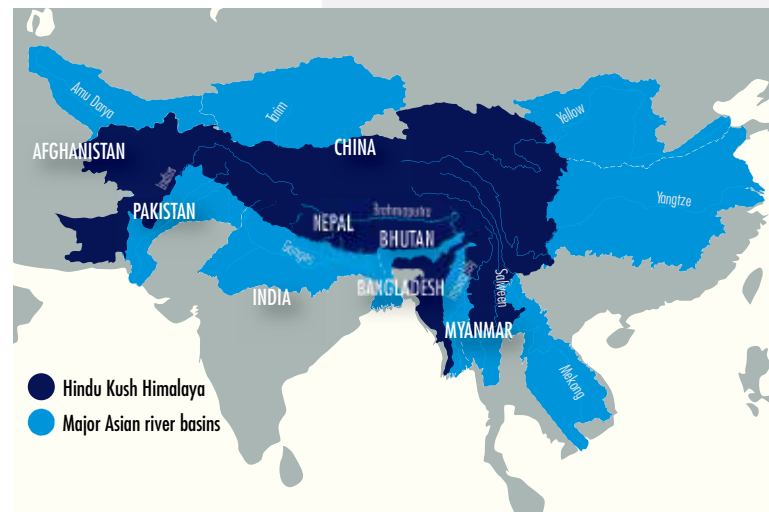 Amu Darya
Tarim
Yellow
AFGHANISTAN
CHINA
Indus
PAKISTAN
Yangtze
NEPAL
Brahmaputra
BHUTAN
Ganges
Salween
BANGLADESH
INDIA
MYANMAR
Mekong
Hindu Kush Himalaya
Major Asian river basins